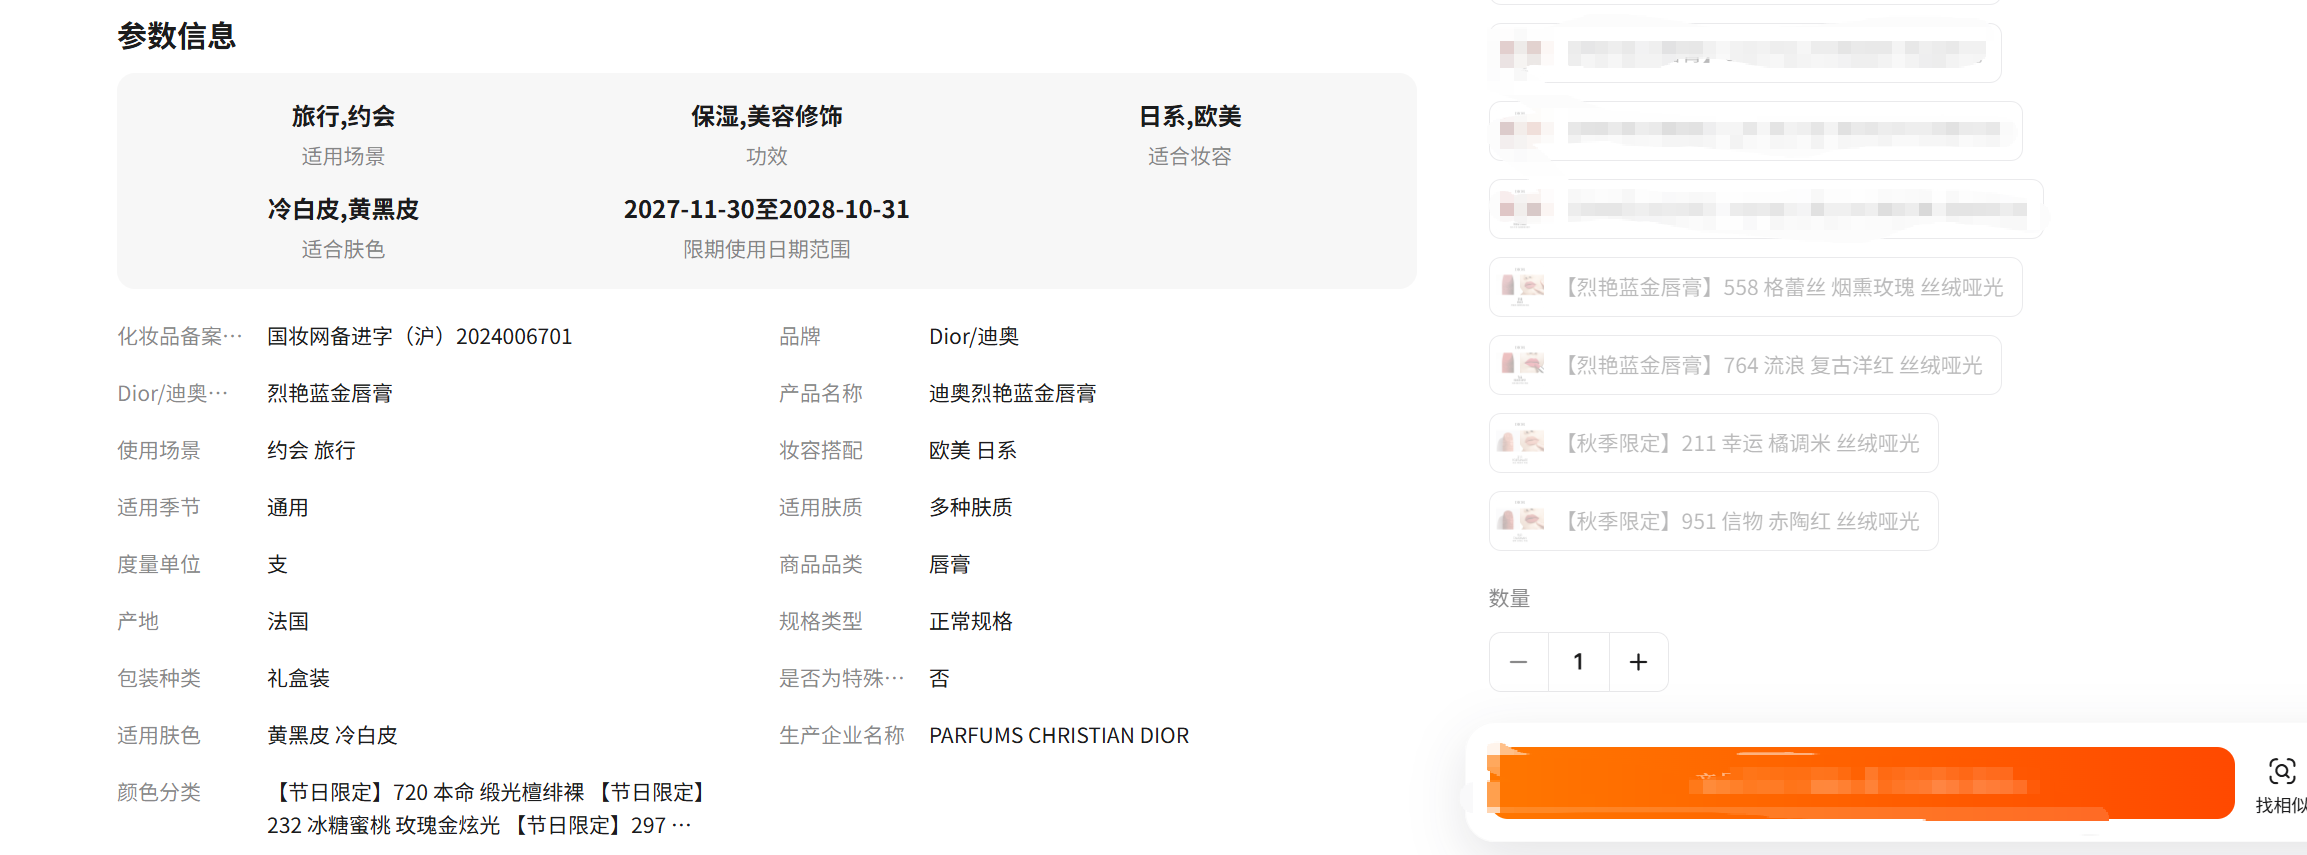 参数信息
旅行,约会
适用场景
保湿,美容修饰
功效
日系,欧美
适合妆容
冷白皮,黄黑皮
适合肤色
2027-11-30至2028-10-31
限期使用日期范围
化妆品备案… 国妆网备进字（沪）2024006701 品牌 Dior/迪奥
Dior/迪奥… 烈艳蓝金唇膏 产品名称 迪奥烈艳蓝金唇膏
使用场景 约会 旅行 妆容搭配 欧美 日系
适用季节 通用 适用肤质 多种肤质
度量单位 支 商品品类 唇膏
产地 法国 规格类型 正常规格
包装种类 礼盒装 是否为特殊… 否
适用肤色 黄黑皮 冷白皮 生产企业名称 PARFUMS CHRISTIAN DIOR
颜色分类 【节日限定】720 本命 缎光檀绯裸 【节日限定】
232 冰糖蜜桃 玫瑰金炫光 【节日限定】297 …
【烈艳蓝金唇膏】558 格蕾丝 烟熏玫瑰 丝绒哑光
【烈艳蓝金唇膏】764 流浪 复古洋红 丝绒哑光
【秋季限定】211 幸运 橘调米 丝绒哑光
【秋季限定】951 信物 赤陶红 丝绒哑光
数量
1
找相似